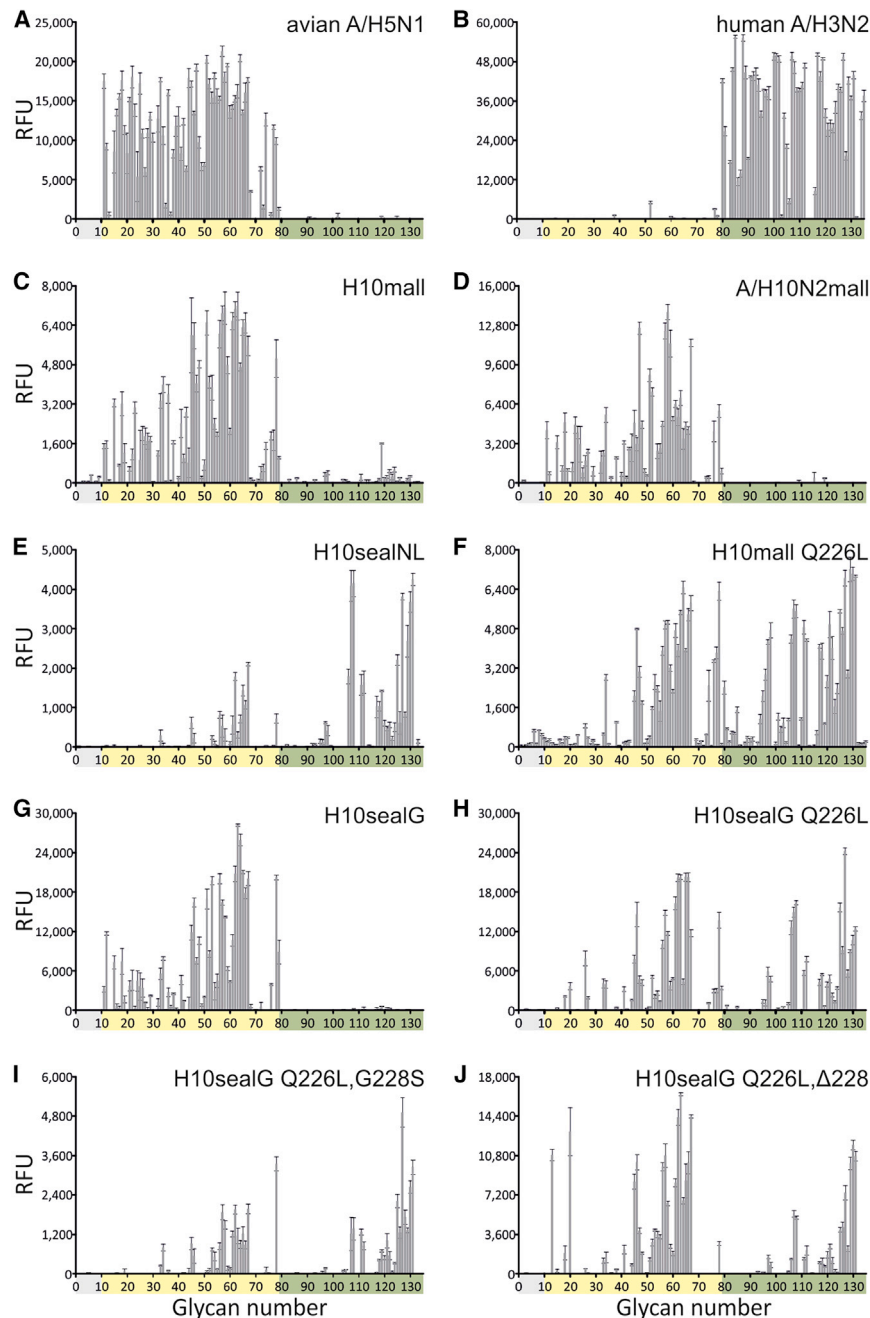 A avian A/H5N1
RFU
25,000
20,000
15,000
10,000
5,000
0
10 20 30 40 50 60 70 80 90 100 110 120 130
B human A/H3N2
60,000
48,000
36,000
24,000
12,000
0
10 20 30 40 50 60 70 80 90 100 110 120 130
C H10mall
RFU
8,000
6,400
4,800
3,200
1,600
0
10 20 30 40 50 60 70 80 90 100 110 120 130
D A/H10N2mall
16,000
12,800
9,600
6,400
3,200
0
10 20 30 40 50 60 70 80 90 100 110 120 130
E H10sealNL
RFU
5,000
4,000
3,000
2,000
1,000
0
10 20 30 40 50 60 70 80 90 100 110 120 130
F H10mall Q226L
8,000
6,400
4,800
3,200
1,600
0
10 20 30 40 50 60 70 80 90 100 110 120 130
G H10sealG
RFU
30,000
24,000
18,000
12,000
6,000
0
10 20 30 40 50 60 70 80 90 100 110 120 130
H H10sealG Q226L
30,000
24,000
18,000
12,000
6,000
0
10 20 30 40 50 60 70 80 90 100 110 120 130
I H10sealG Q226L,G228S
RFU
6,000
4,800
3,600
2,400
1,200
0
10 20 30 40 50 60 70 80 90 100 110 120 130
Glycan number
J H10sealG Q226L,Δ228
18,000
14,400
10,800
7,200
3,600
0
10 20 30 40 50 60 70 80 90 100 110 120 130
Glycan number